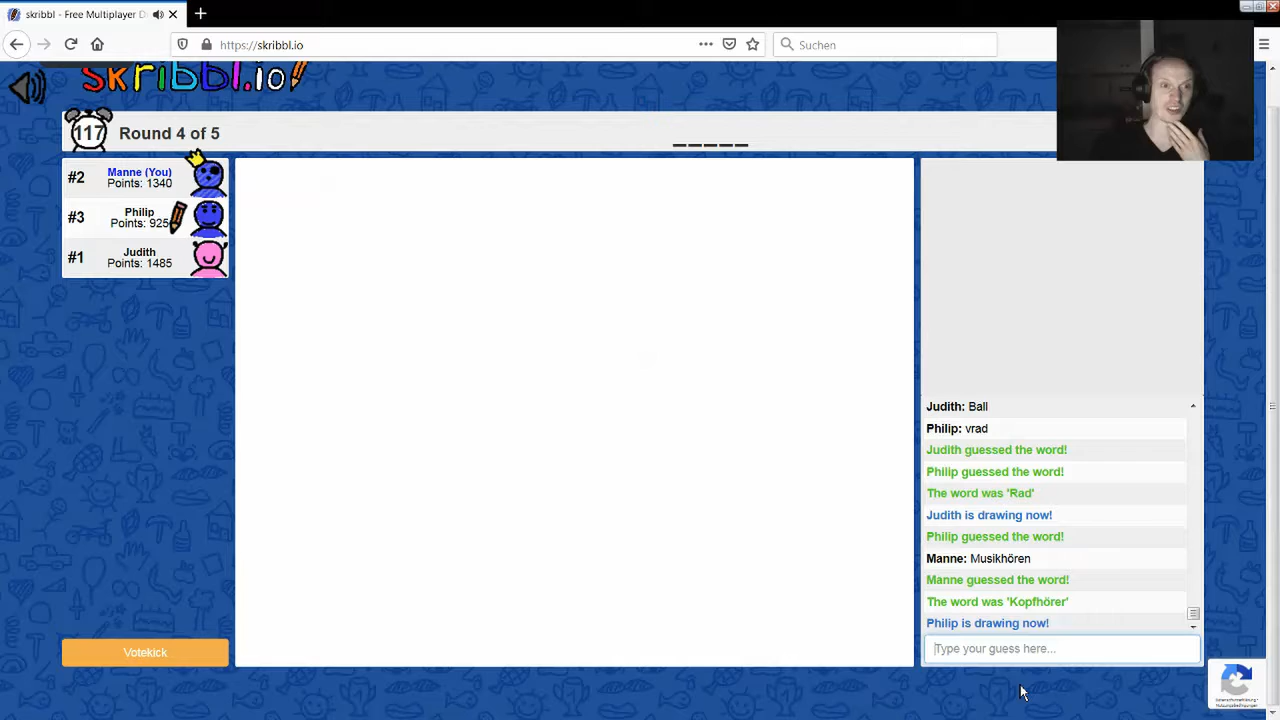 skribbl - Free Multiplayer D
https://skribbl.io
Suchen
skribbl.io!
117
Round 4 of 5
_ _ _ _ _
#2
Manne (You)
Points: 1340
#3
Philip
Points: 925
#1
Judith
Points: 1485
Votekick
Judith: Ball
Philip: vrad
Judith guessed the word!
Philip guessed the word!
The word was 'Rad'
Judith is drawing now!
Philip guessed the word!
Manne: Musikhören
Manne guessed the word!
The word was 'Kopfhörer'
Philip is drawing now!
Type your guess here...